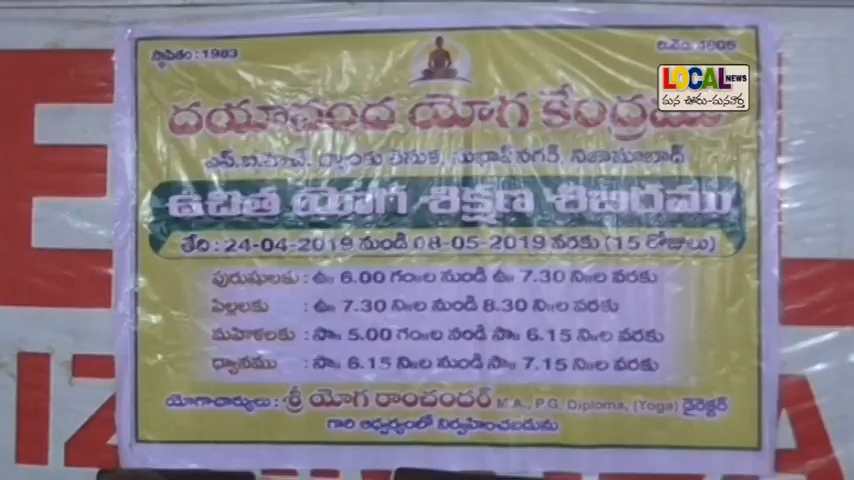 స్థాపితం : 1983
LOCAL NEWS
మన ఊరు-మన వార్త
దయానంద యోగ కేంద్రము
సుభాష్ నగర్, నిజామాబాద్
ఉచిత యోగ శిక్షణ శిబిరము
తేది : 24-04-2019 నుండి 08-05-2019 వరకు (15 రోజులు)
పురుషులకు : ఉ॥ 6.00 గం॥ల నుండి ఉ॥ 7.30 ని॥ల వరకు
పిల్లలకు : ఉ॥ 7.30 ని॥ల నుండి 8.30 ని॥ల వరకు
మహిళలకు : సా॥ 5.00 గం॥ల నుండి సా॥ 6.15 ని॥ల వరకు
ధ్యానము : సా॥ 6.15 ని॥ల నుండి సా॥ 7.15 ని॥ల వరకు
యోగాచార్యులు : శ్రీ యోగ రాంచందర్ M.A., P.G. Diploma, (Yoga) డైరెక్టర్
గారి ఆధ్వర్యంలో నిర్వహించబడును